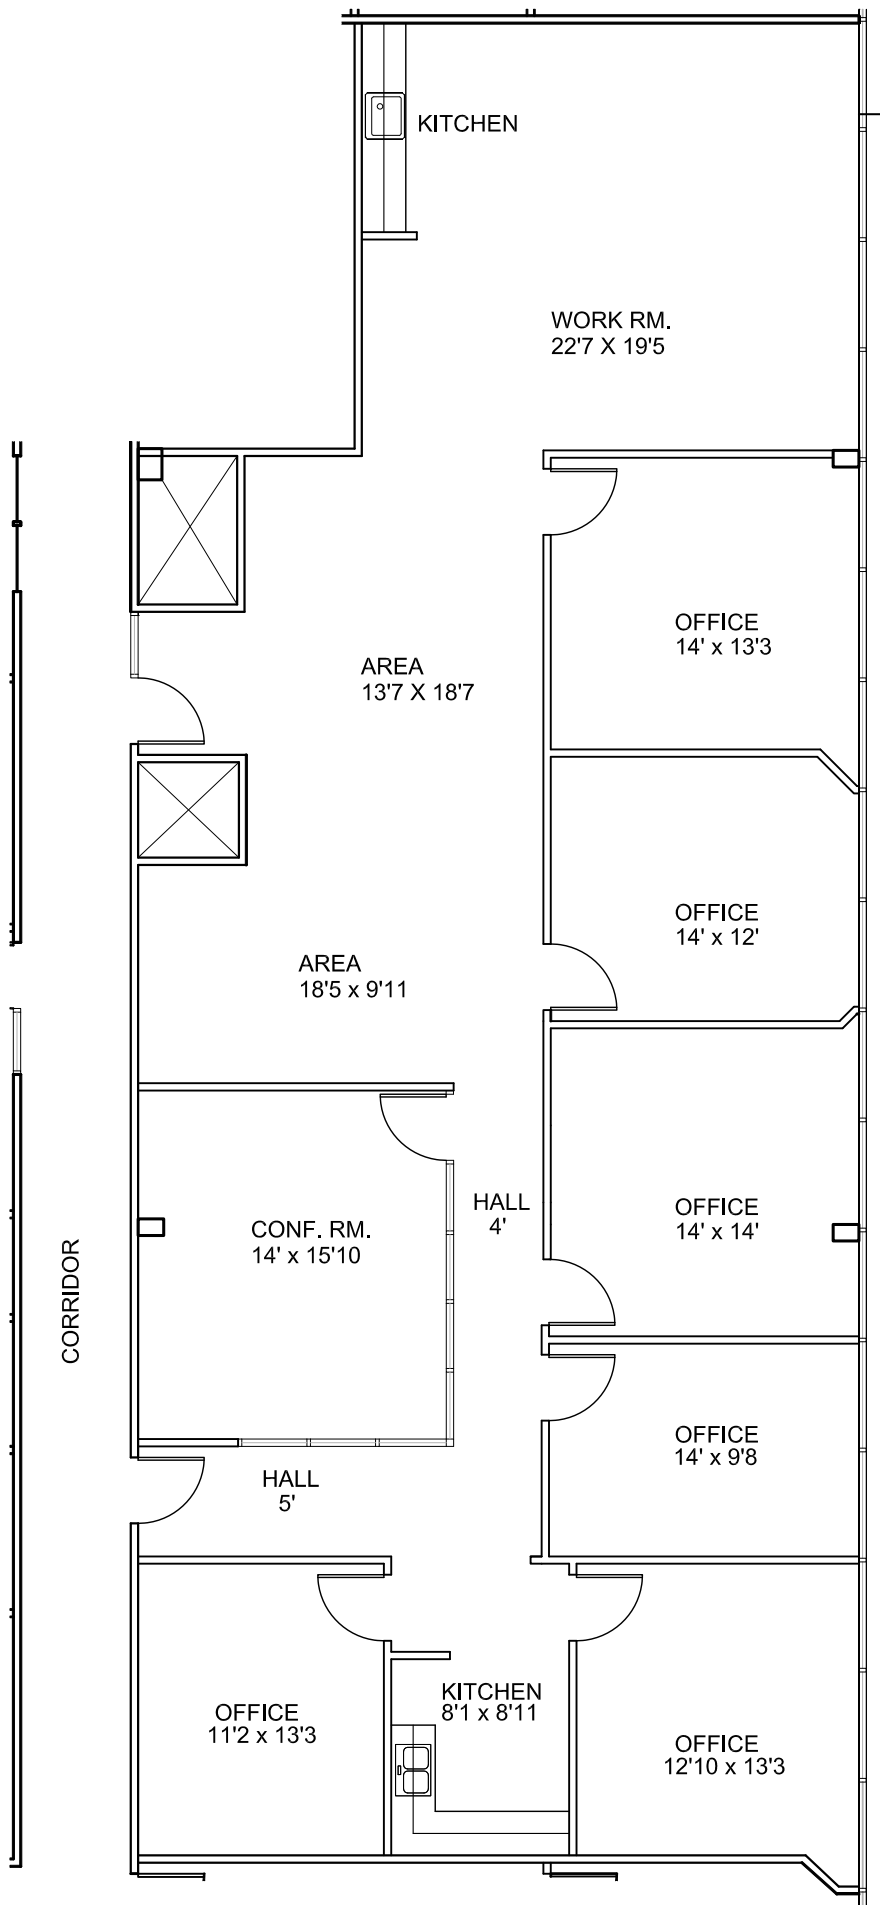 KITCHEN
WORK RM.
22'7 X 19'5
OFFICE
14' x 13'3
AREA
13'7 X 18'7
OFFICE
14' x 12'
AREA
18'5 x 9'11
HALL
4'
OFFICE
14' x 14'
CONF. RM.
14' x 15'10
CORRIDOR
OFFICE
14' x 9'8
HALL
5'
KITCHEN
8'1 x 8'11
OFFICE
11'2 x 13'3
OFFICE
12'10 x 13'3